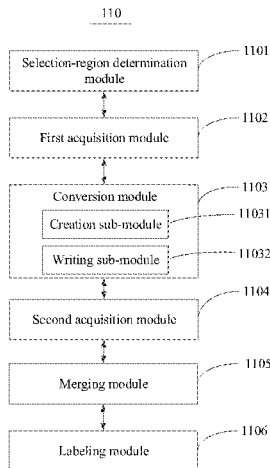 110
Selection-region determination
module
1101
First acquisition module
1102
Conversion module
1103
Creation sub-module
11031
Writing sub-module
11032
Second acquisition module
1104
Merging module
1105
Labeling module
1106